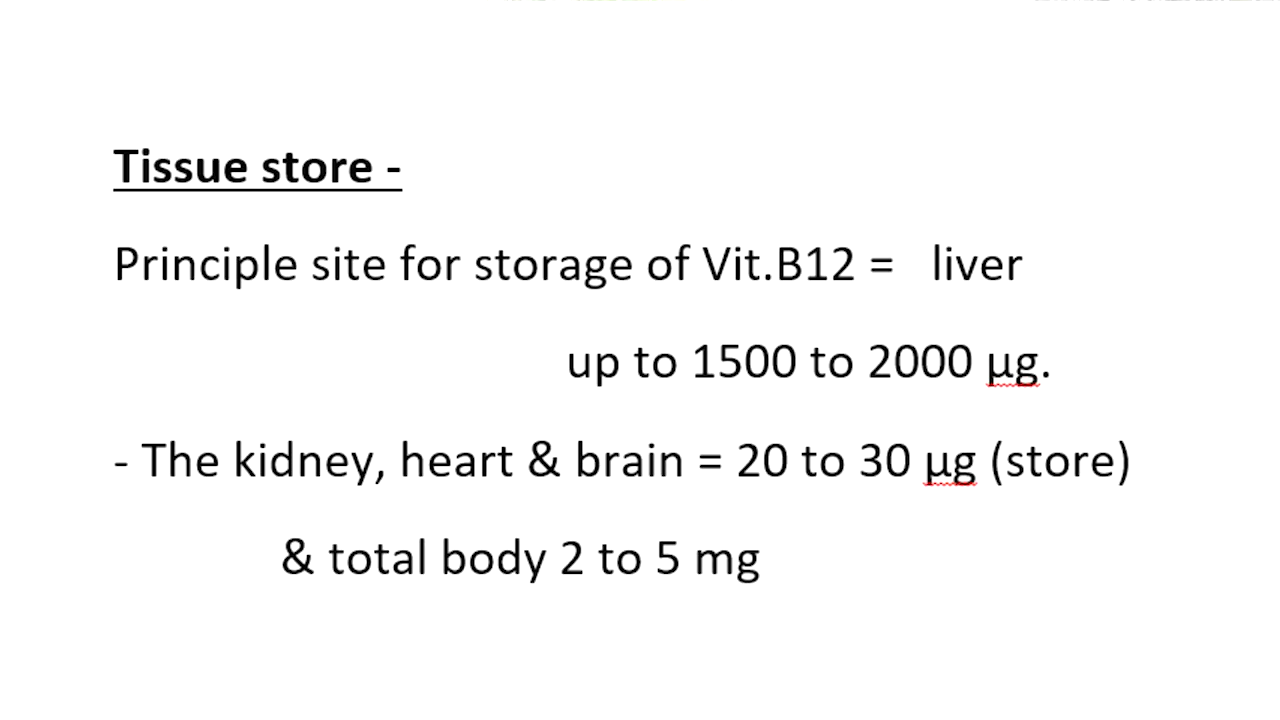 Tissue store -
Principle site for storage of Vit.B12 = liver
up to 1500 to 2000 µg.
- The kidney, heart & brain = 20 to 30 µg (store)
& total body 2 to 5 mg